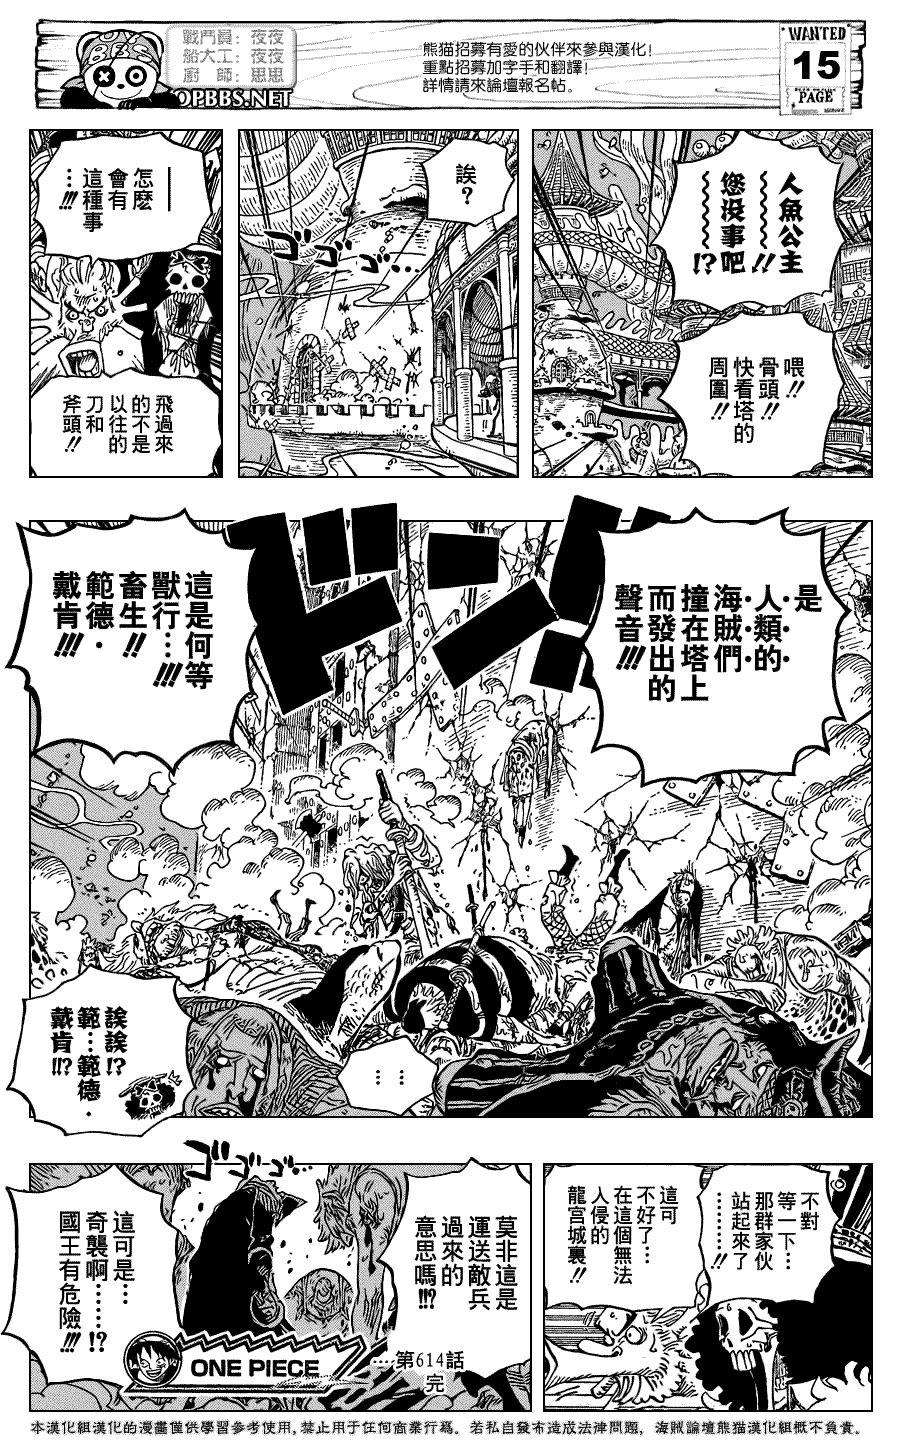 戰鬥員：夜夜
船大工：夜夜
廚　師：思思
OPBBS.NET
熊猫招募有愛的伙伴來參與漢化！
重點招募加字手和翻譯！
詳情請來論壇報名帖。
WANTED
15
PAGE
人魚公主
～～～!!
您没事吧
～～～!?
喂!!
骨頭!!
快看塔的
周圍!!
誒？
ゴゴ…
怎麽
會有
這種事
…!!!
飛過來
的不是
以往的
刀和
斧頭!!
ドーン
是
人類的
海賊們
撞在塔上
而發出的
聲音!!!
這是何等
獸行…!!!
畜生!!
範德·
戴肯!!!
…
…
誒誒!?
範…範德·
戴肯!!?
不對
等一下…
那群家伙
站起來了
………!!
這可
不好了…
在這個無法
人侵的
龍宮城裏!!
ゴゴゴ…
莫非這是
運送敵兵
過來的
意思嗎!!?
這可是…
奇襲啊……!?
國王有危險!!!
ONE PIECE
…第614話
完
本漢化組漢化的漫畫僅供學習參考使用,禁止用于任何商業行爲。若私自發布造成法律問題，海賊論壇熊猫漢化組概不負責。